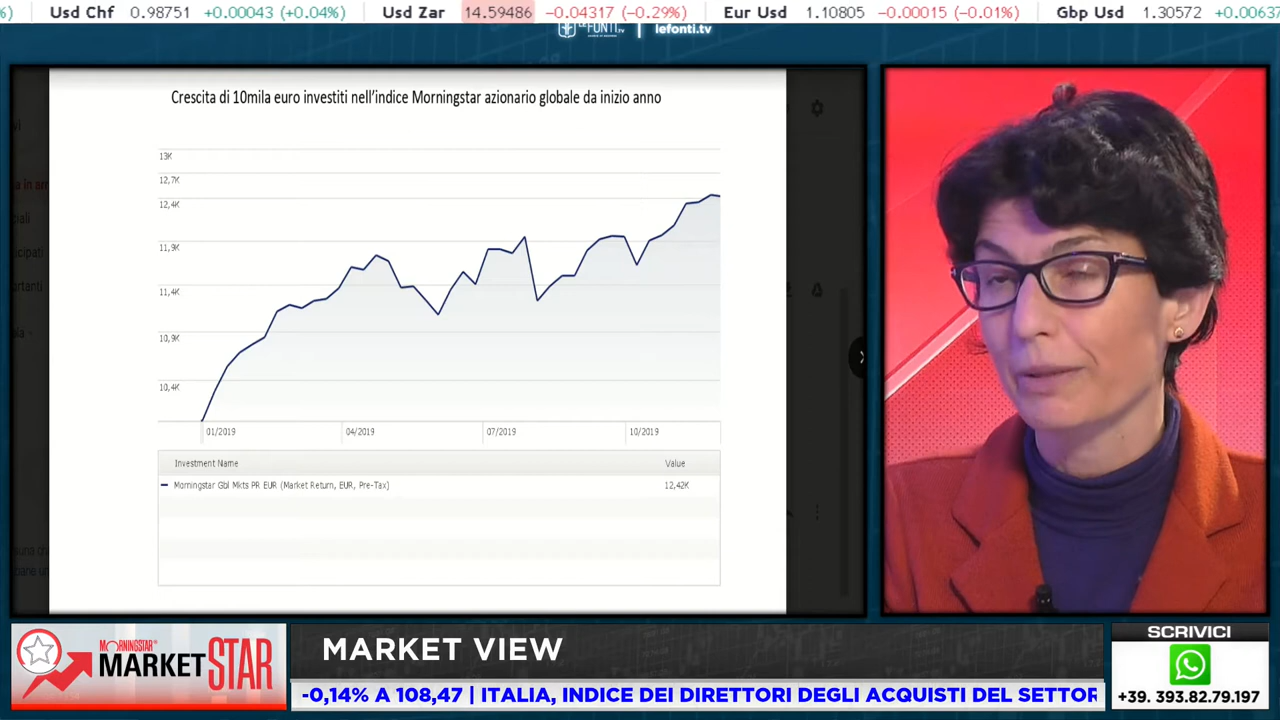 %)
Usd Chf 0.98751 +0.00043 (+0.04%)
Usd Zar 14.59486 -0.04317 (-0.29%)
Eur Usd 1.10805 -0.00015 (-0.01%)
Gbp Usd 1.30572 +0.00637
LE FONTI.TV
lefonti.tv
Crescita di 10mila euro investiti nell'indice Morningstar azionario globale da inizio anno
13K
12,7K
12,4K
11,9K
11,4K
10,9K
10,4K
01/2019 04/2019 07/2019 10/2019
Investment Name Value
Morningstar Gbl Mkts PR EUR (Market Return, EUR, Pre-Tax) 12,42K
MORNINGSTAR
MARKET STAR
MARKET VIEW
-0,14% A 108,47 | ITALIA, INDICE DEI DIRETTORI DEGLI ACQUISTI DEL SETTOR
SCRIVICI
+39. 393.82.79.197